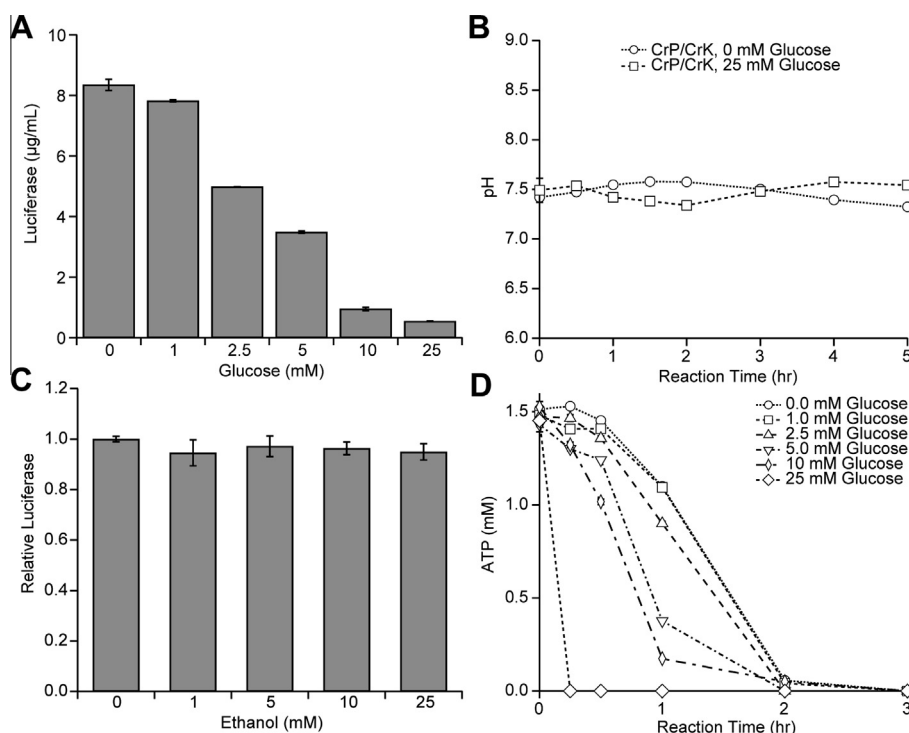 A
Luciferase (µg/mL)
10
8
6
4
2
0
0 1 2.5 5 10 25
Glucose (mM)
B
CrP/CrK, 0 mM Glucose
CrP/CrK, 25 mM Glucose
pH
9.0
8.5
8.0
7.5
7.0
6.5
6.0
0 1 2 3 4 5
Reaction Time (hr)
C
Relative Luciferase
1.2
1.0
0.8
0.6
0.4
0.2
0.0
0 1 5 10 25
Ethanol (mM)
D
0.0 mM Glucose
1.0 mM Glucose
2.5 mM Glucose
5.0 mM Glucose
10 mM Glucose
25 mM Glucose
ATP (mM)
1.5
1.0
0.5
0.0
0 1 2 3
Reaction Time (hr)